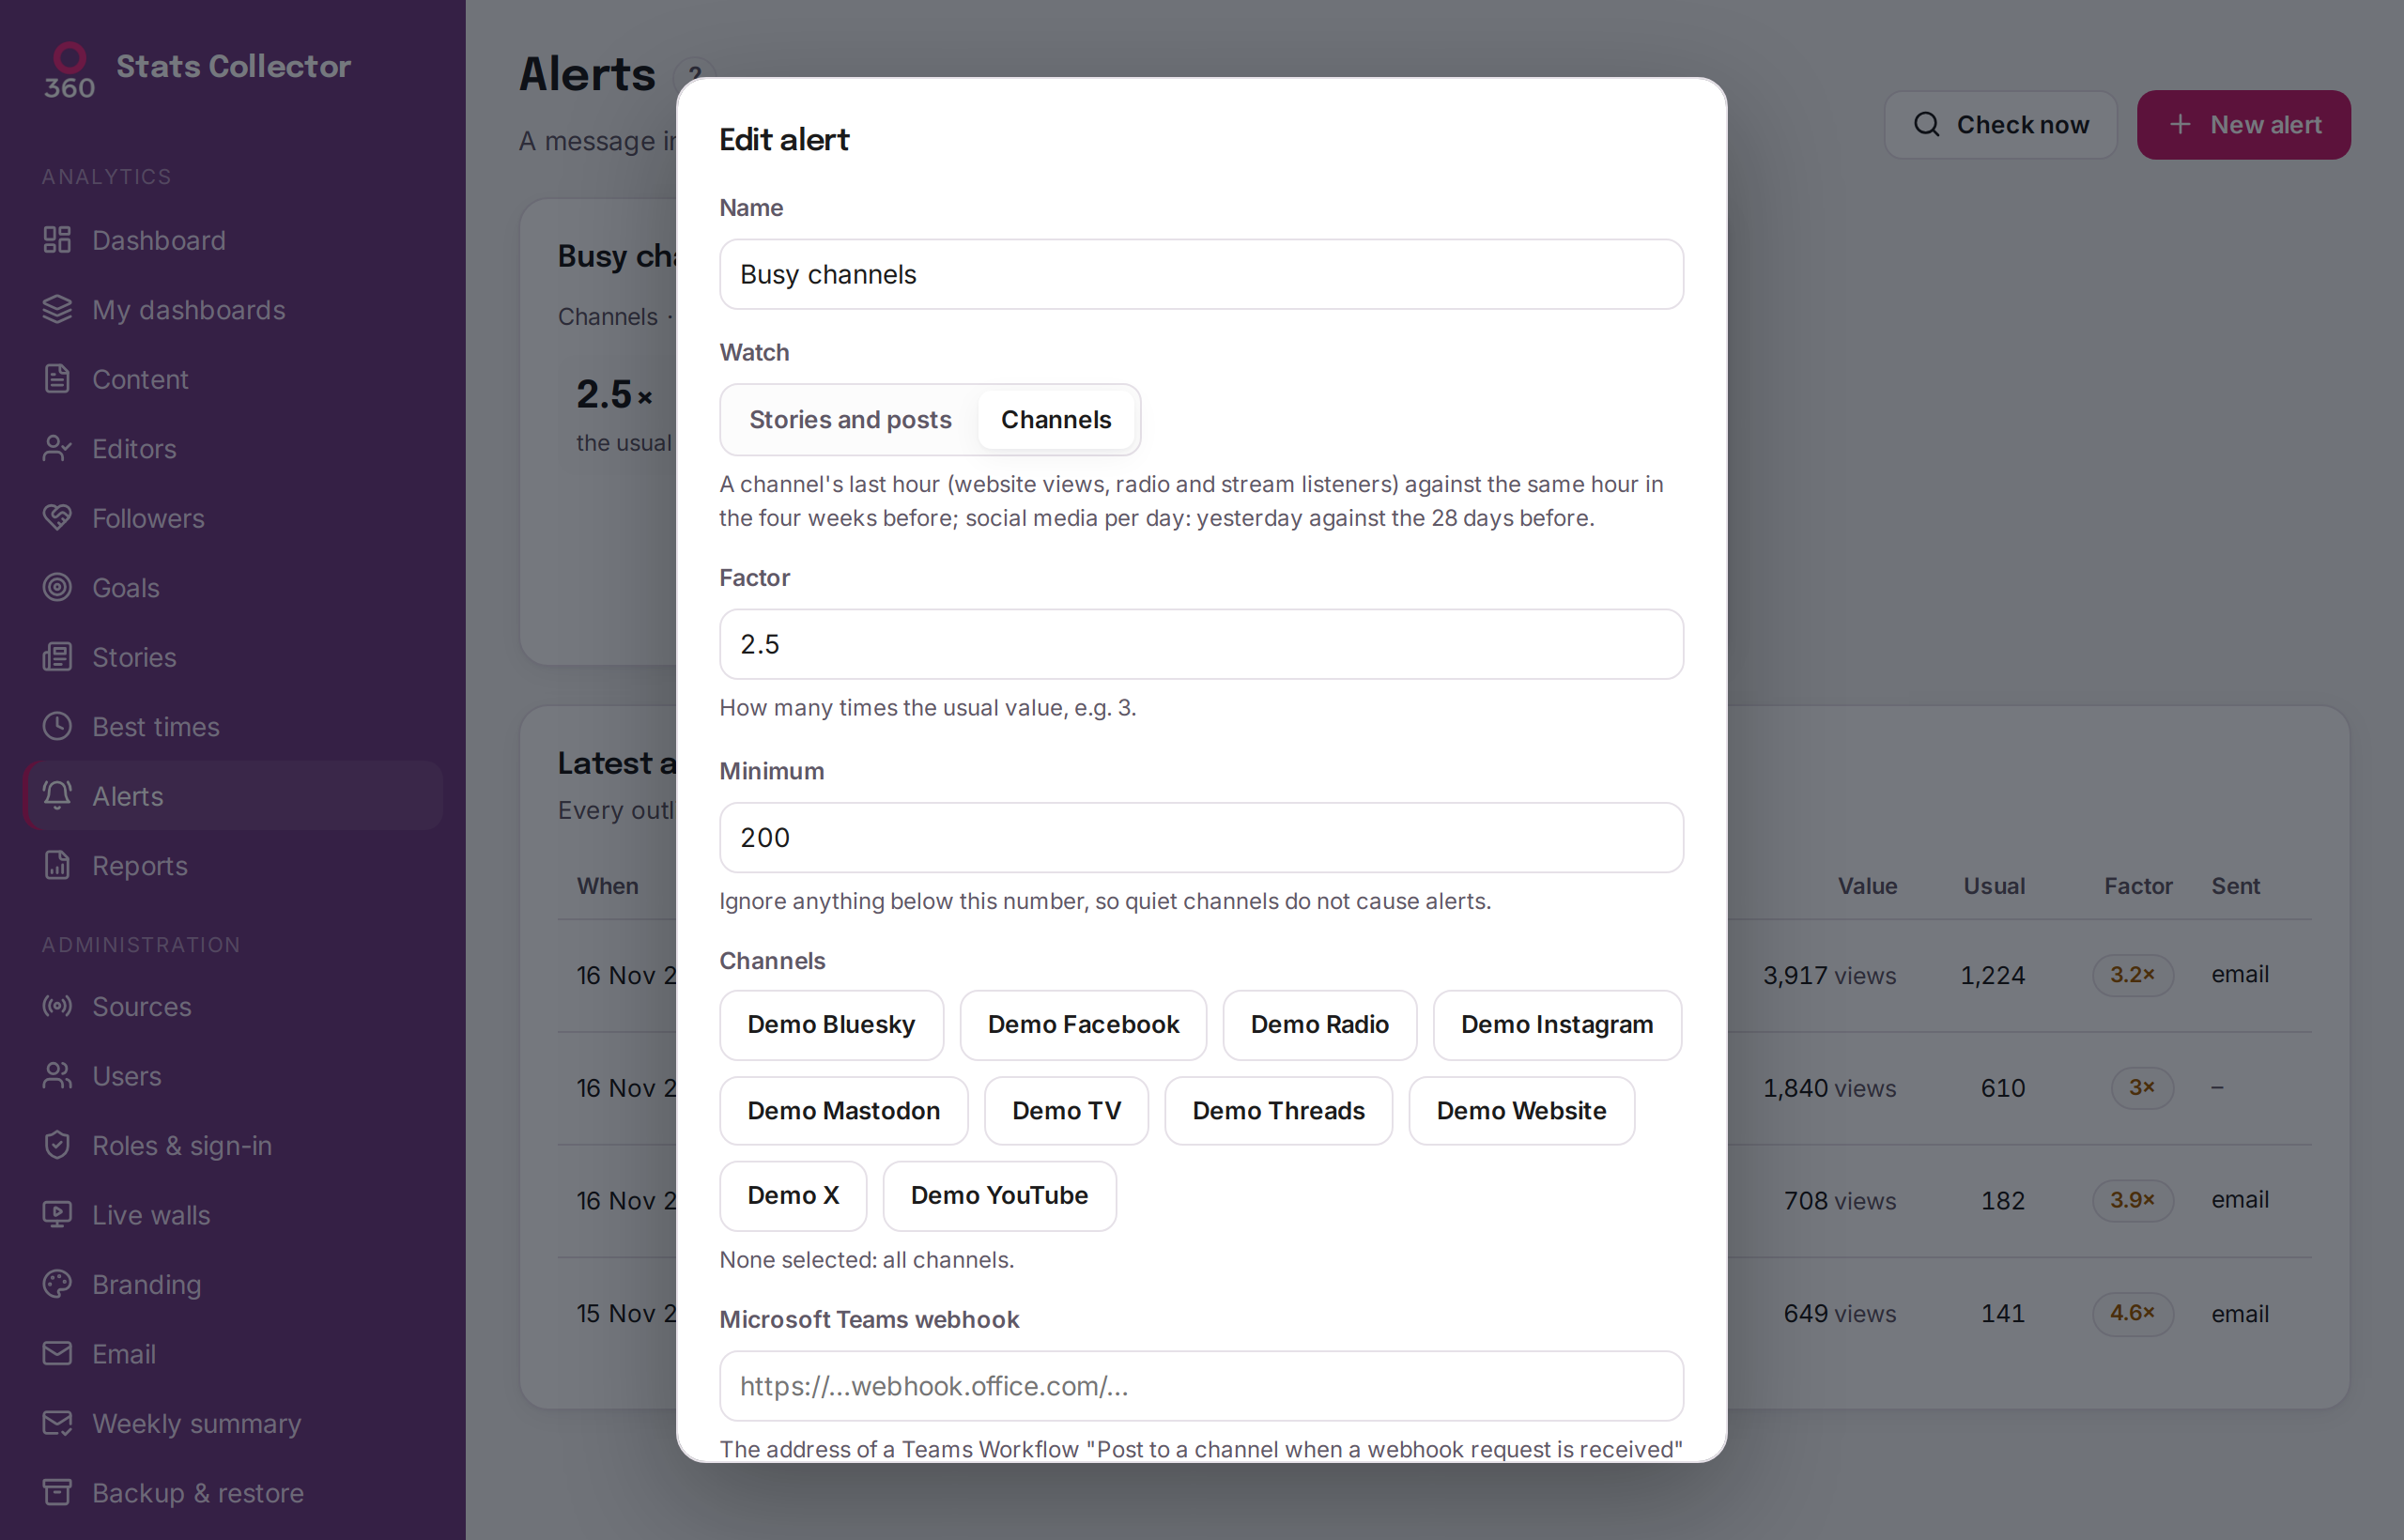 360
Stats Collector
ANALYTICS
Dashboard
My dashboards
Content
Editors
Followers
Goals
Stories
Best times
Alerts
Reports
ADMINISTRATION
Sources
Users
Roles & sign-in
Live walls
Branding
Email
Weekly summary
Backup & restore
Alerts ?
A message
Check now
New alert
Busy
Channels ·
2.5×
the usual
Latest
Every
When Value Usual Factor Sent
16 Nov 3,917 views 1,224 3.2× email
16 Nov 1,840 views 610 3× –
16 Nov 708 views 182 3.9× email
15 Nov 649 views 141 4.6× email
Edit alert
Name
Busy channels
Watch
Stories and posts Channels
A channel's last hour (website views, radio and stream listeners) against the same hour in
the four weeks before; social media per day: yesterday against the 28 days before.
Factor
2.5
How many times the usual value, e.g. 3.
Minimum
200
Ignore anything below this number, so quiet channels do not cause alerts.
Channels
Demo Bluesky Demo Facebook Demo Radio Demo Instagram
Demo Mastodon Demo TV Demo Threads Demo Website
Demo X Demo YouTube
None selected: all channels.
Microsoft Teams webhook
https://...webhook.office.com/...
The address of a Teams Workflow "Post to a channel when a webhook request is received"